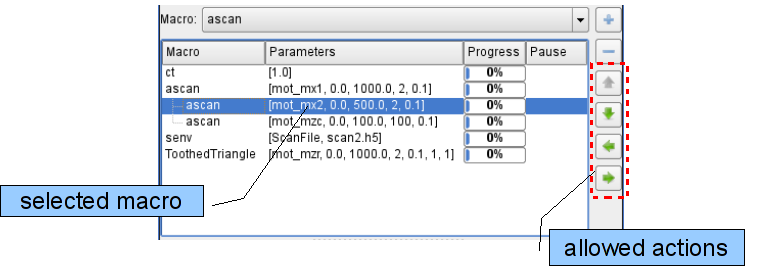 Macro: ascan
Macro Parameters Progress Pause
ct [1.0] 0%
ascan [mot_mx1, 0.0, 1000.0, 2, 0.1] 0%
ascan [mot_mx2, 0.0, 500.0, 2, 0.1] 0%
ascan [mot_mzc, 0.0, 100.0, 100, 0.1] 0%
senv [ScanFile, scan2.h5] 0%
ToothedTriangle [mot_mzr, 0.0, 1000.0, 2, 0.1, 1, 1] 0%
selected macro
allowed actions